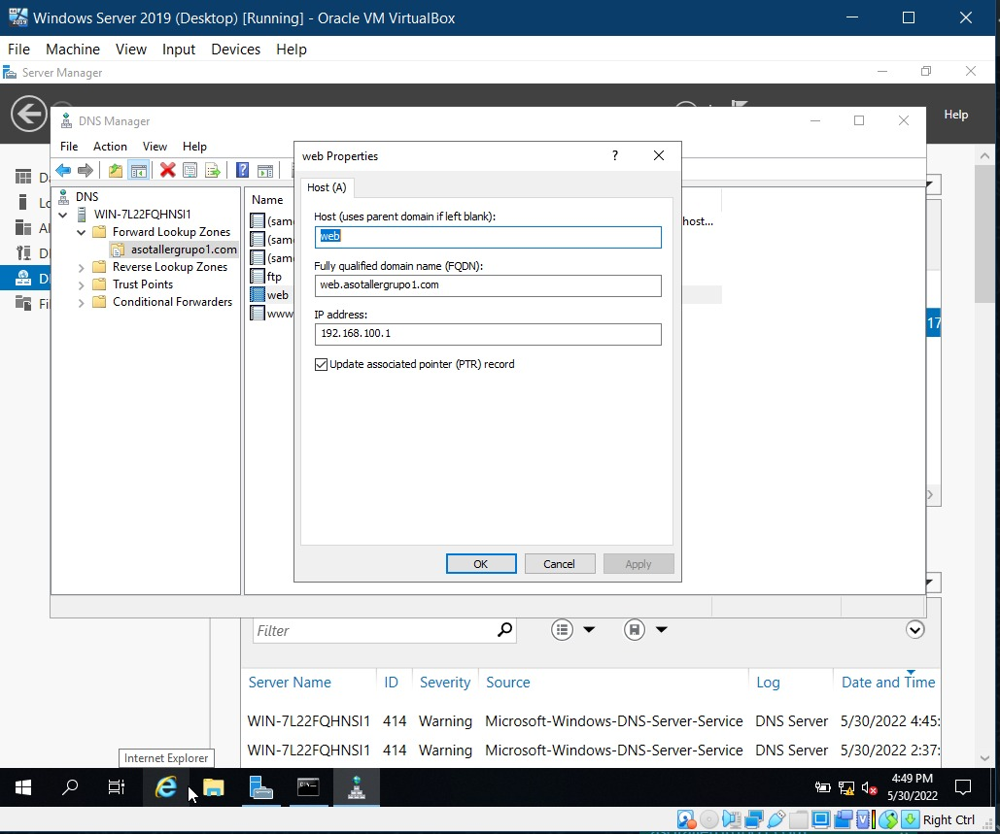 Windows Server 2019 (Desktop) [Running] - Oracle VM VirtualBox
File Machine View Input Devices Help
Server Manager
Help
DNS Manager
File Action View Help
DNS
WIN-7L22FQHNSI1
Forward Lookup Zones
asotallergrupo1.com
Reverse Lookup Zones
Trust Points
Conditional Forwarders
Name
(sam
(sam
(sam
ftp
web
www
host...
17
web Properties
?
Host (A)
Host (uses parent domain if left blank):
web
Fully qualified domain name (FQDN):
web.asotallergrupo1.com
IP address:
192.168.100.1
Update associated pointer (PTR) record
OK Cancel Apply
Filter
Server Name ID Severity Source Log Date and Time
WIN-7L22FQHNSI1 414 Warning Microsoft-Windows-DNS-Server-Service DNS Server 5/30/2022 4:45:
WIN-7L22FQHNSI1 414 Warning Microsoft-Windows-DNS-Server-Service DNS Server 5/30/2022 2:37:
Internet Explorer
4:49 PM
5/30/2022
Right Ctrl